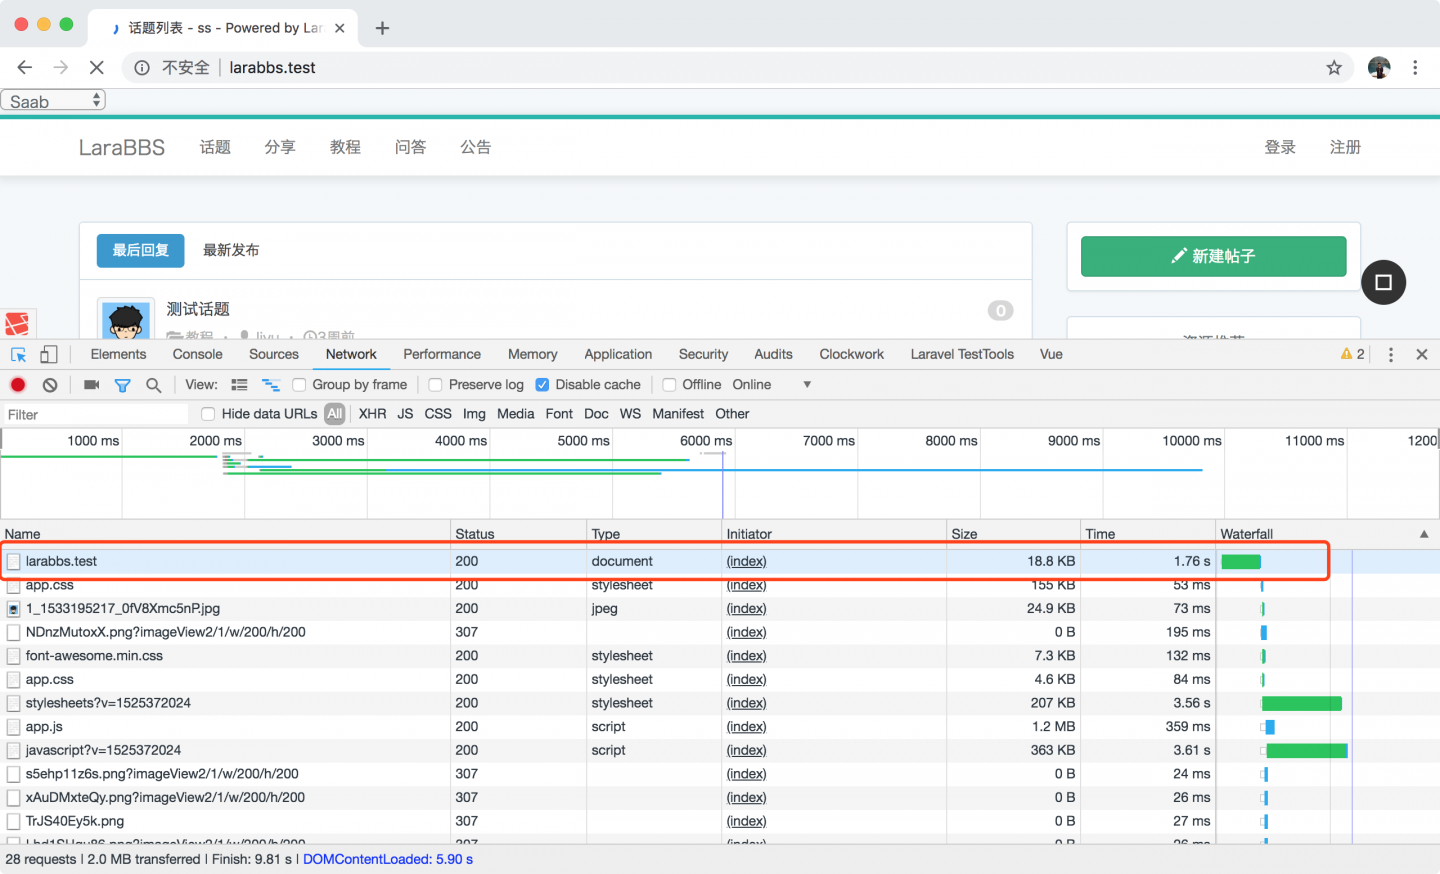 话题列表 - ss - Powered by Lar
不安全 larabbs.test
Saab
LaraBBS 话题 分享 教程 问答 公告 登录 注册
最后回复 最新发布
新建帖子
测试话题 0
教程 · liyu · 3周前
资源推荐
Elements Console Sources Network Performance Memory Application Security Audits Clockwork Laravel TestTools Vue 2
View: Group by frame Preserve log Disable cache Offline Online
Filter Hide data URLs All XHR JS CSS Img Media Font Doc WS Manifest Other
1000 ms 2000 ms 3000 ms 4000 ms 5000 ms 6000 ms 7000 ms 8000 ms 9000 ms 10000 ms 11000 ms 1200
Name Status Type Initiator Size Time Waterfall
larabbs.test 200 document (index) 18.8 KB 1.76 s
app.css 200 stylesheet (index) 155 KB 53 ms
1_1533195217_0fV8Xmc5nP.jpg 200 jpeg (index) 24.9 KB 73 ms
NDnzMutoxX.png?imageView2/1/w/200/h/200 307 (index) 0 B 195 ms
font-awesome.min.css 200 stylesheet (index) 7.3 KB 132 ms
app.css 200 stylesheet (index) 4.6 KB 84 ms
stylesheets?v=1525372024 200 stylesheet (index) 207 KB 3.56 s
app.js 200 script (index) 1.2 MB 359 ms
javascript?v=1525372024 200 script (index) 363 KB 3.61 s
s5ehp11z6s.png?imageView2/1/w/200/h/200 307 (index) 0 B 24 ms
xAuDMxteQy.png?imageView2/1/w/200/h/200 307 (index) 0 B 26 ms
TrJS40Ey5k.png 307 (index) 0 B 27 ms
307 (index) 0 B 26 ms
28 requests | 2.0 MB transferred | Finish: 9.81 s | DOMContentLoaded: 5.90 s